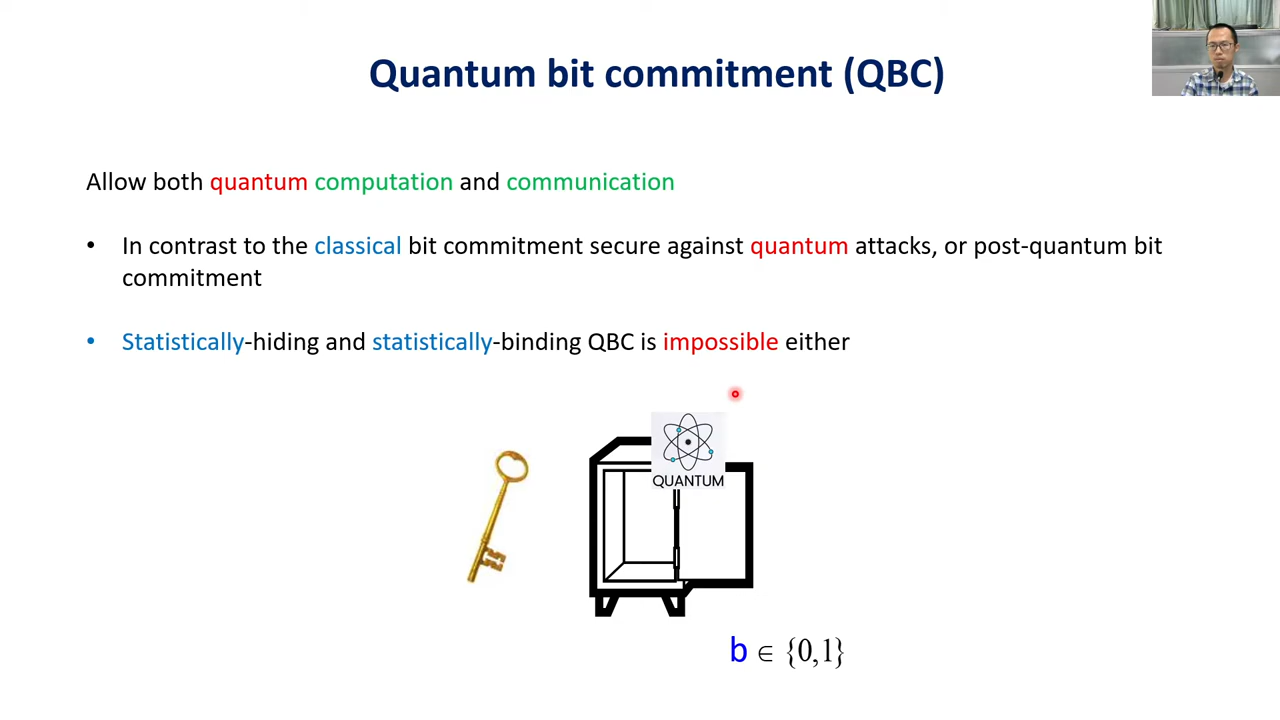 Quantum bit commitment (QBC)
Allow both quantum computation and communication
• In contrast to the classical bit commitment secure against quantum attacks, or post-quantum bit
commitment
• Statistically-hiding and statistically-binding QBC is impossible either
QUANTUM
b ∈ {0,1}